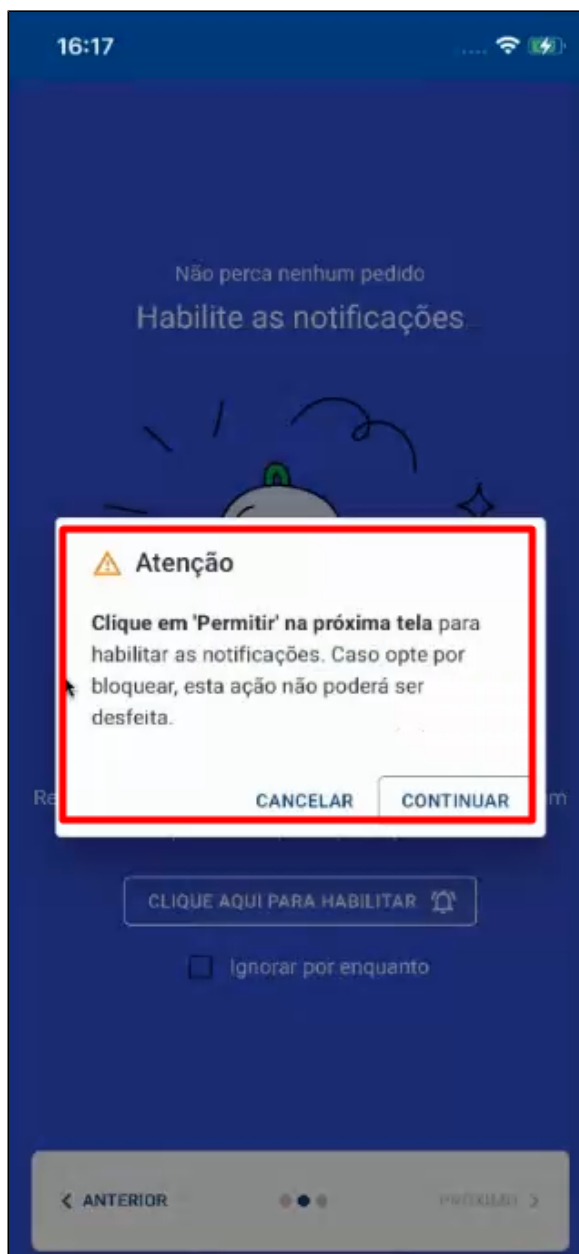 16:17
Não perca nenhum pedido
Habilite as notificações
Atenção
Clique em 'Permitir' na próxima tela para
habilitar as notificações. Caso opte por
bloquear, esta ação não poderá ser
desfeita.
Re
m
CANCELAR
CONTINUAR
CLIQUE AQUI PARA HABILITAR
Ignorar por enquanto
ANTERIOR
PRÓXIMO